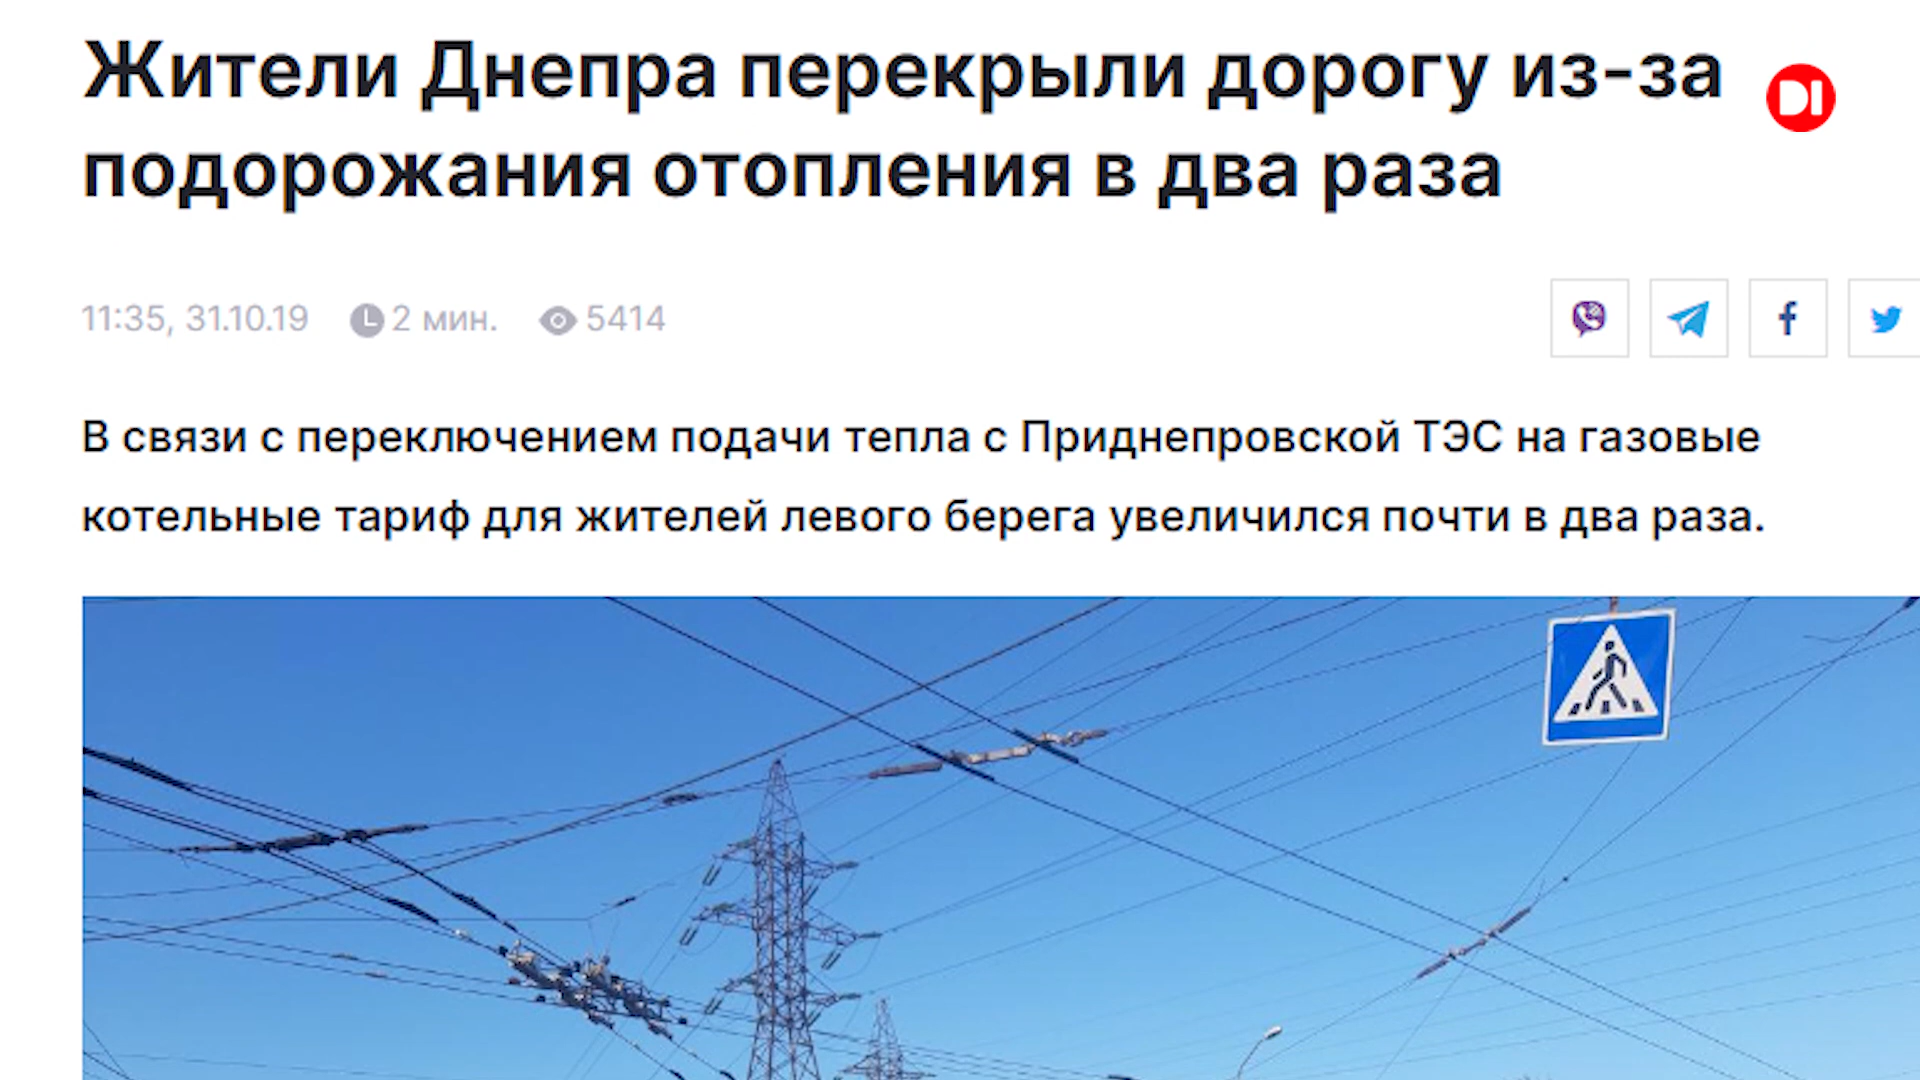 Жители Днепра перекрыли дорогу из-за
DI
подорожания отопления в два раза
11:35, 31.10.19 2 мин. 5414
В связи с переключением подачи тепла с Приднепровской ТЭС на газовые
котельные тариф для жителей левого берега увеличился почти в два раза.